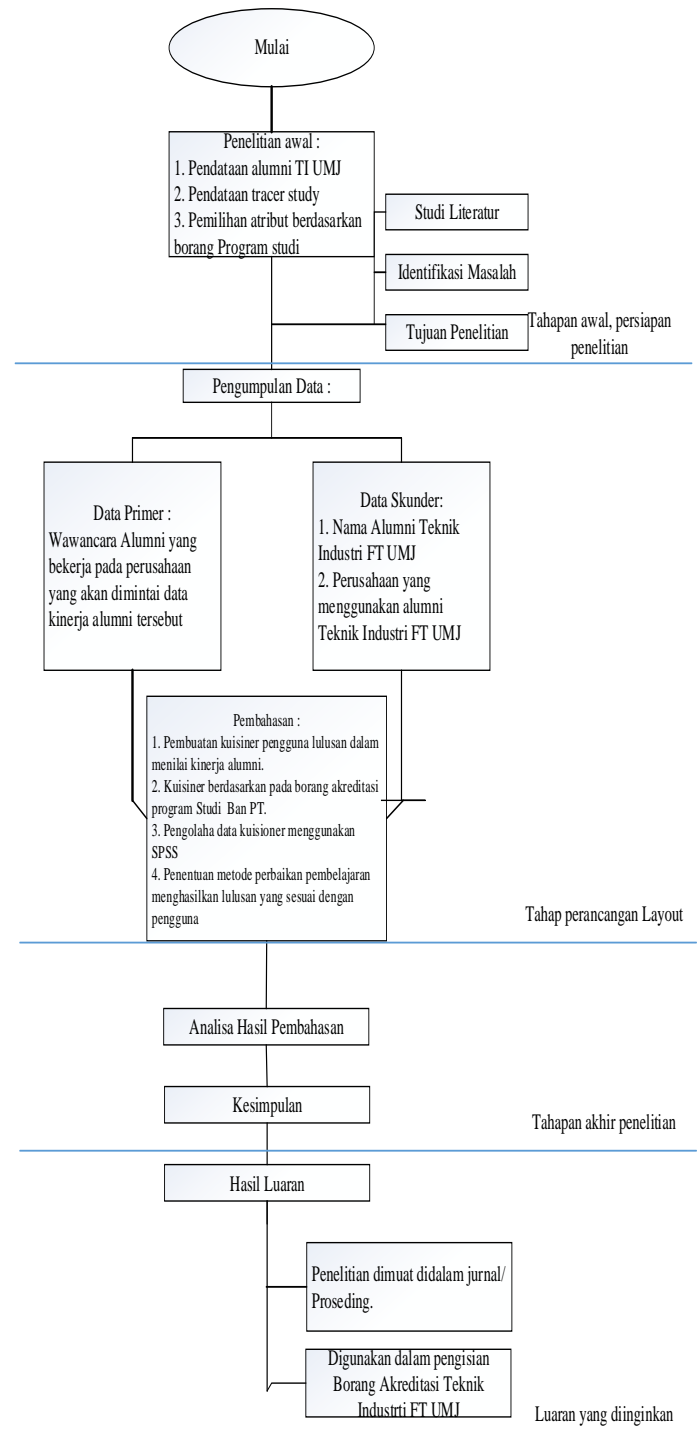 Mulai
Penelitian awal :
1. Pendataan alumni TI UMJ
2. Pendataan tracer study
3. Pemilihan atribut berdasarkan
borang Program studi
Studi Literatur
Identifikasi Masalah
Tujuan Penelitian
Tahapan awal, persiapan
penelitian
Pengumpulan Data :
Data Primer :
Wawancara Alumni yang
bekerja pada perusahaan
yang akan dimintai data
kinerja alumni tersebut
Data Skunder:
1. Nama Alumni Teknik
Industri FT UMJ
2. Perusahaan yang
menggunakan alumni
Teknik Industri FT UMJ
Pembahasan :
1. Pembuatan kuisiner pengguna lulusan dalam
menilai kinerja alumni.
2. Kuisiner berdasarkan pada borang akreditasi
program Studi Ban PT.
3. Pengolaha data kuisioner menggunakan
SPSS
4. Penentuan metode perbaikan pembelajaran
menghasilkan lulusan yang sesuai dengan
pengguna
Tahap perancangan Layout
Analisa Hasil Pembahasan
Kesimpulan
Tahapan akhir penelitian
Hasil Luaran
Penelitian dimuat didalam jurnal/
Proseding.
Digunakan dalam pengisian
Borang Akreditasi Teknik
Industrti FT UMJ
Luaran yang diinginkan